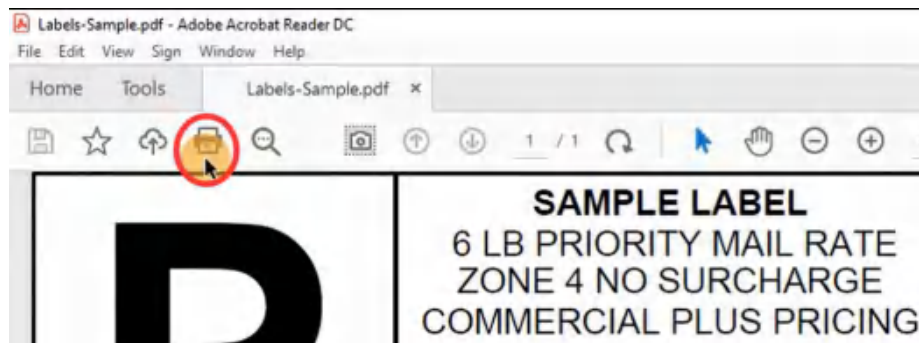 Labels-Sample.pdf - Adobe Acrobat Reader DC
File Edit View Sign Window Help
Home Tools Labels-Sample.pdf ×
1 / 1
P
SAMPLE LABEL
6 LB PRIORITY MAIL RATE
ZONE 4 NO SURCHARGE
COMMERCIAL PLUS PRICING